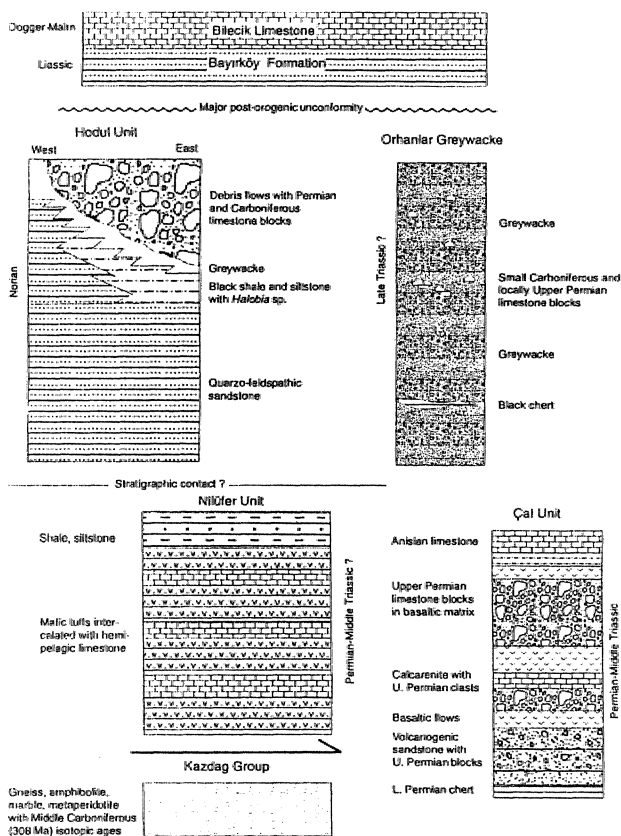 Dogger-Malm
Bilecik Limestone
Liassic
Bayırköy Formation
Major post-orogenic unconformity
Hodul Unit
West
East
Norian
Debris flows with Permian
and Carboniferous
limestone blocks
Greywacke
Black shale and siltstone
with Halobia sp.
Quarzo-feldspathic
sandstone
Orhanlar Greywacke
Late Triassic ?
Greywacke
Small Carboniferous and
locally Upper Permian
limestone blocks
Greywacke
Black chert
Stratigraphic contact ?
Nilüfer Unit
Shale, siltstone
Mafic tuffs inter-
calated with hemi-
pelagic limestone
Permian-Middle Triassic ?
Çal Unit
Anisian limestone
Upper Permian
limestone blocks
in basaltic matrix
Calcarenite with
U. Permian clasts
Basaltic flows
Volcanogenic
sandstone with
U. Permian blocks
L. Permian chert
Permian-Middle Triassic
Kazdag Group
Gneiss, amphibolite,
marble, metaperidotite
with Middle Carboniferous
(308 Ma) isotopic ages